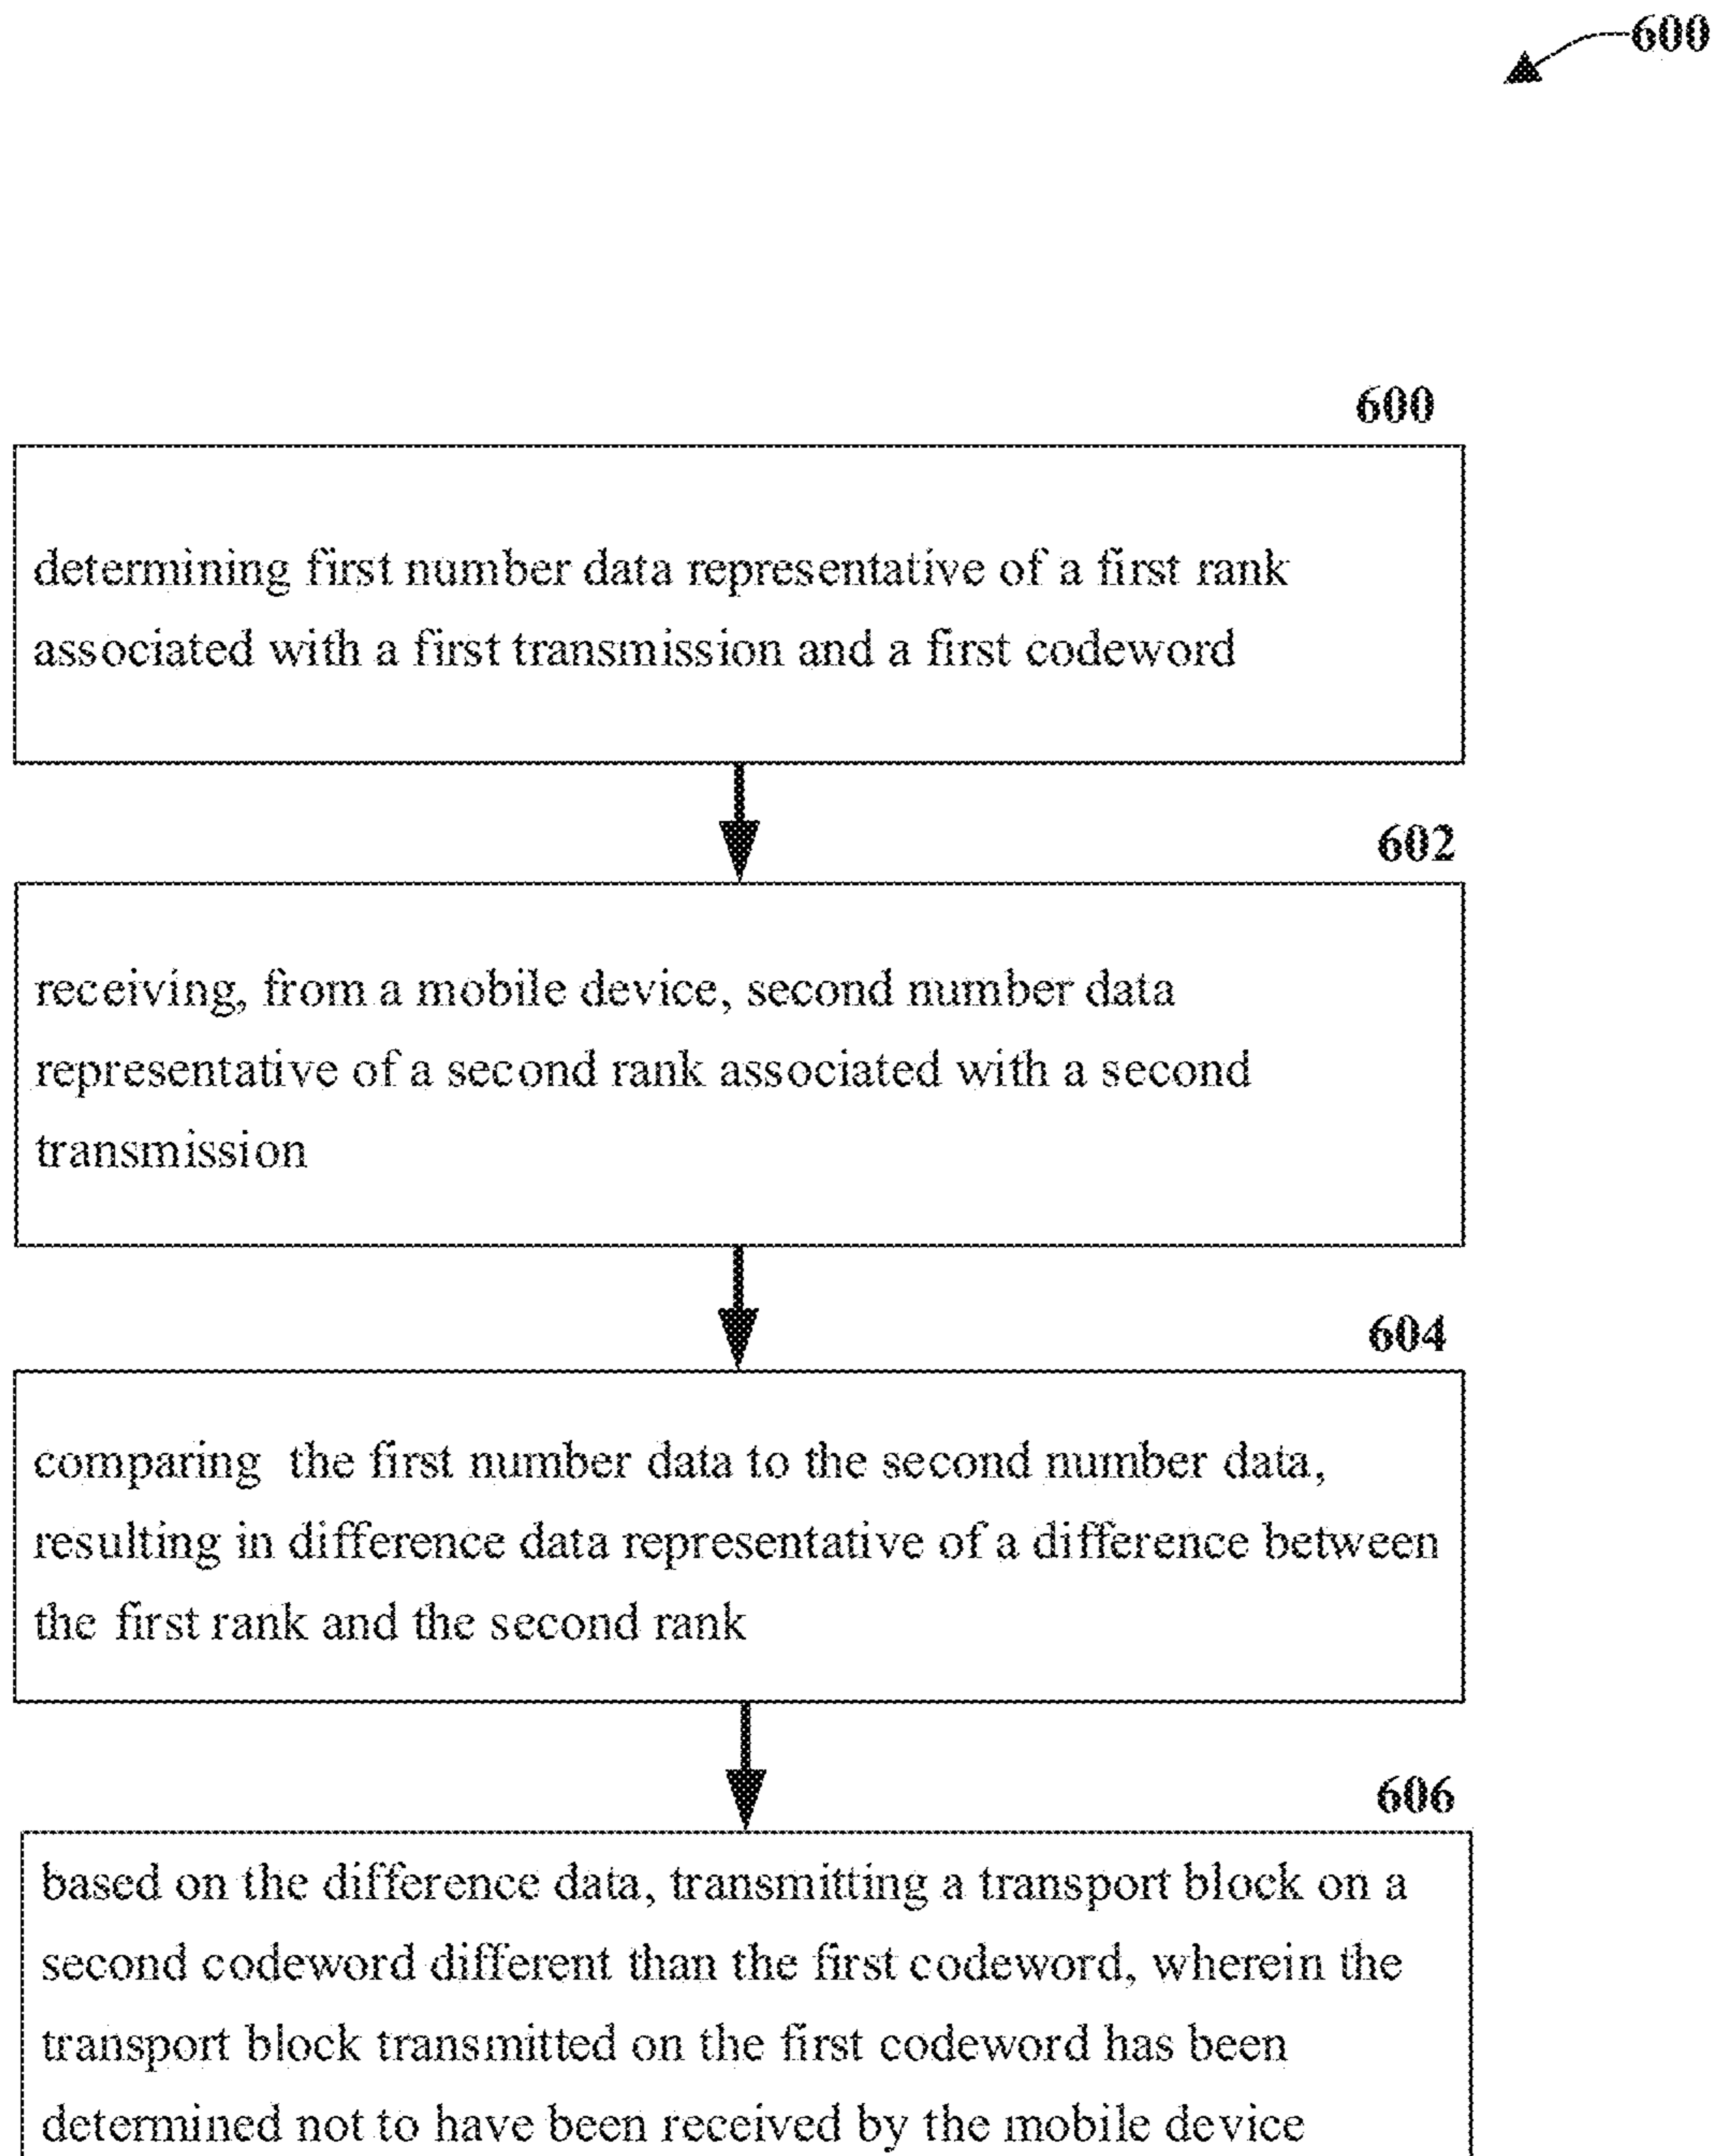 600
600
determining first number data representative of a first rank
associated with a first transmission and a first codeword
602
receiving, from a mobile device, second number data
representative of a second rank associated with a second
transmission
604
comparing the first number data to the second number data,
resulting in difference data representative of a difference between
the first rank and the second rank
606
based on the difference data, transmitting a transport block on a
second codeword different than the first codeword, wherein the
transport block transmitted on the first codeword has been
determined not to have been received by the mobile device